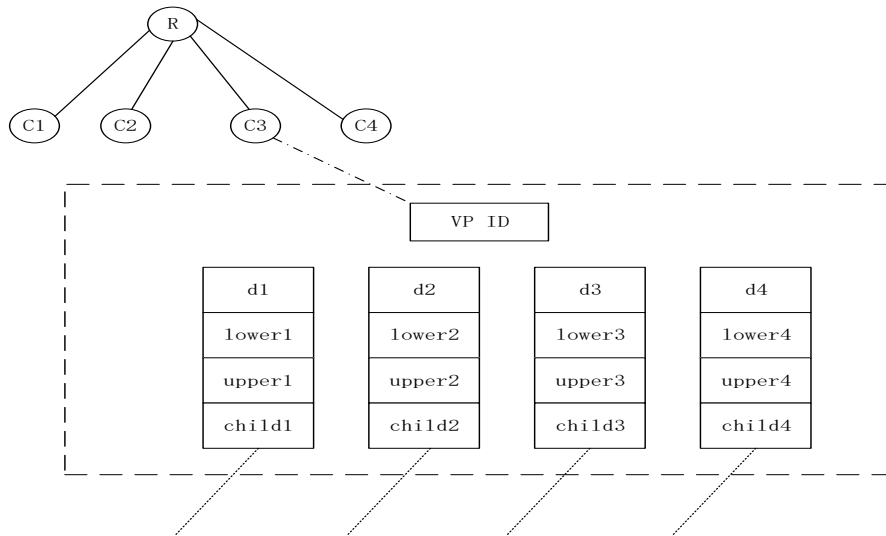 R
C1 C2 C3 C4
VP ID
d1 d2 d3 d4
lower1 lower2 lower3 lower4
upper1 upper2 upper3 upper4
child1 child2 child3 child4